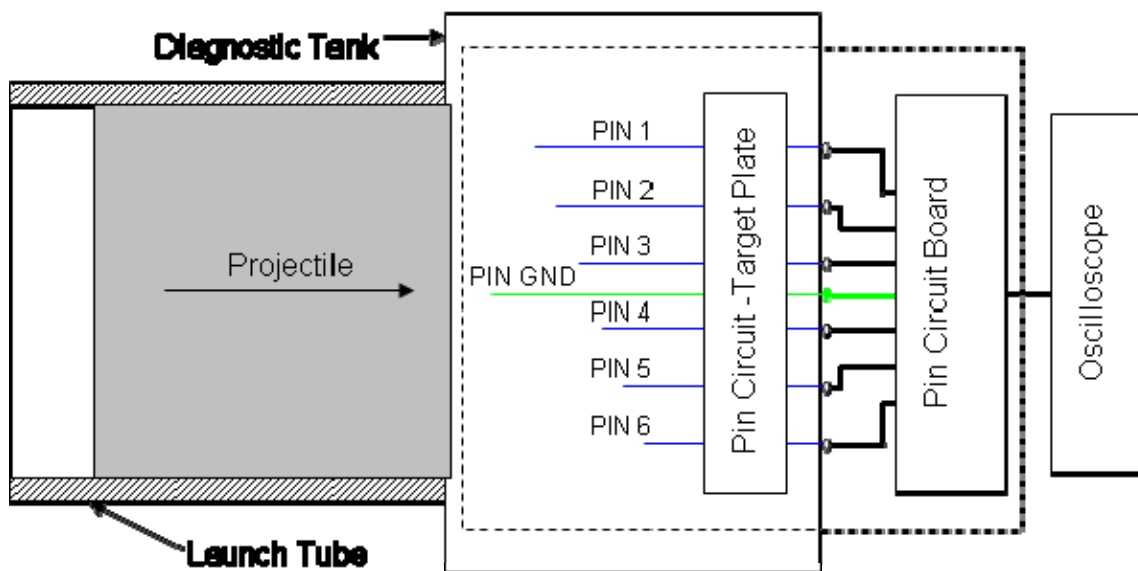 Diagnostic Tank
PIN 1
PIN 2
PIN 3
PIN GND
PIN 4
PIN 5
PIN 6
Projectile
Pin Circuit -Target Plate
Pin Circuit Board
Oscilloscope
Launch Tube